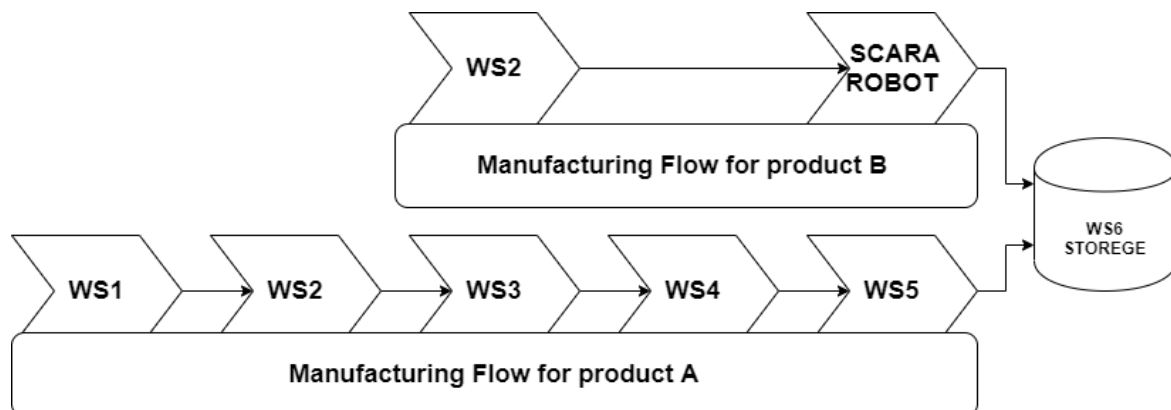 WS2
SCARA
ROBOT
Manufacturing Flow for product B
WS6
STOREGE
WS1
WS2
WS3
WS4
WS5
Manufacturing Flow for product A